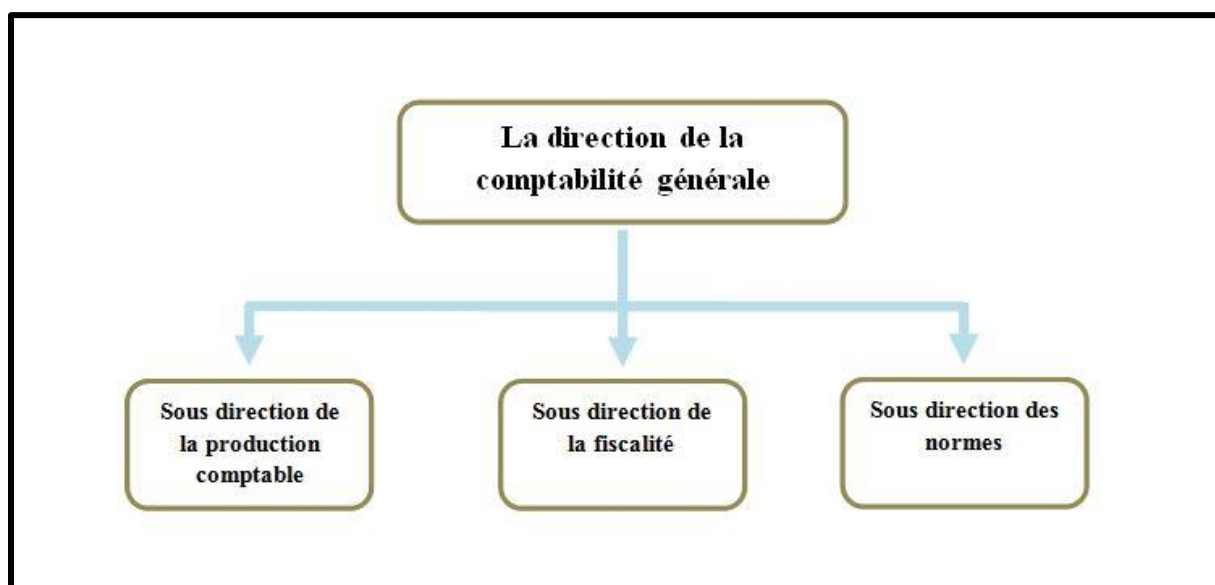 La direction de la
comptabilité générale
Sous direction de
la production
comptable
Sous direction de
la fiscalité
Sous direction des
normes